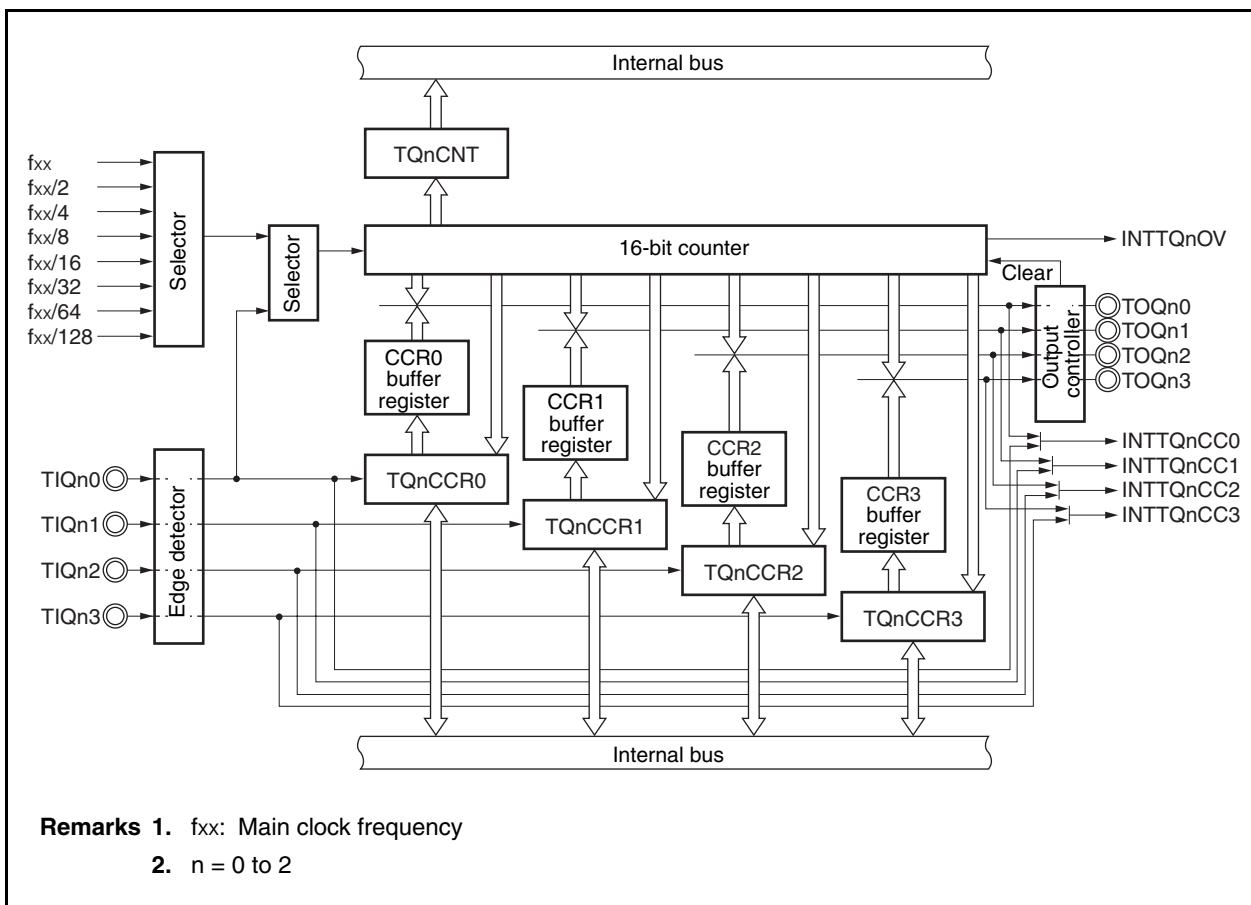 Internal bus
TQnCNT
fxx
fxx/2
fxx/4
fxx/8
fxx/16
fxx/32
fxx/64
fxx/128
Selector
Selector
16-bit counter
INTTQnOV
Clear
Output
controller
TOQn0
TOQn1
TOQn2
TOQn3
CCR0
buffer
register
CCR1
buffer
register
CCR2
buffer
register
CCR3
buffer
register
INTTQnCC0
INTTQnCC1
INTTQnCC2
INTTQnCC3
TIQn0
TIQn1
TIQn2
TIQn3
Edge detector
TQnCCR0
TQnCCR1
TQnCCR2
TQnCCR3
Internal bus
Remarks 1. fxx: Main clock frequency
2. n = 0 to 2